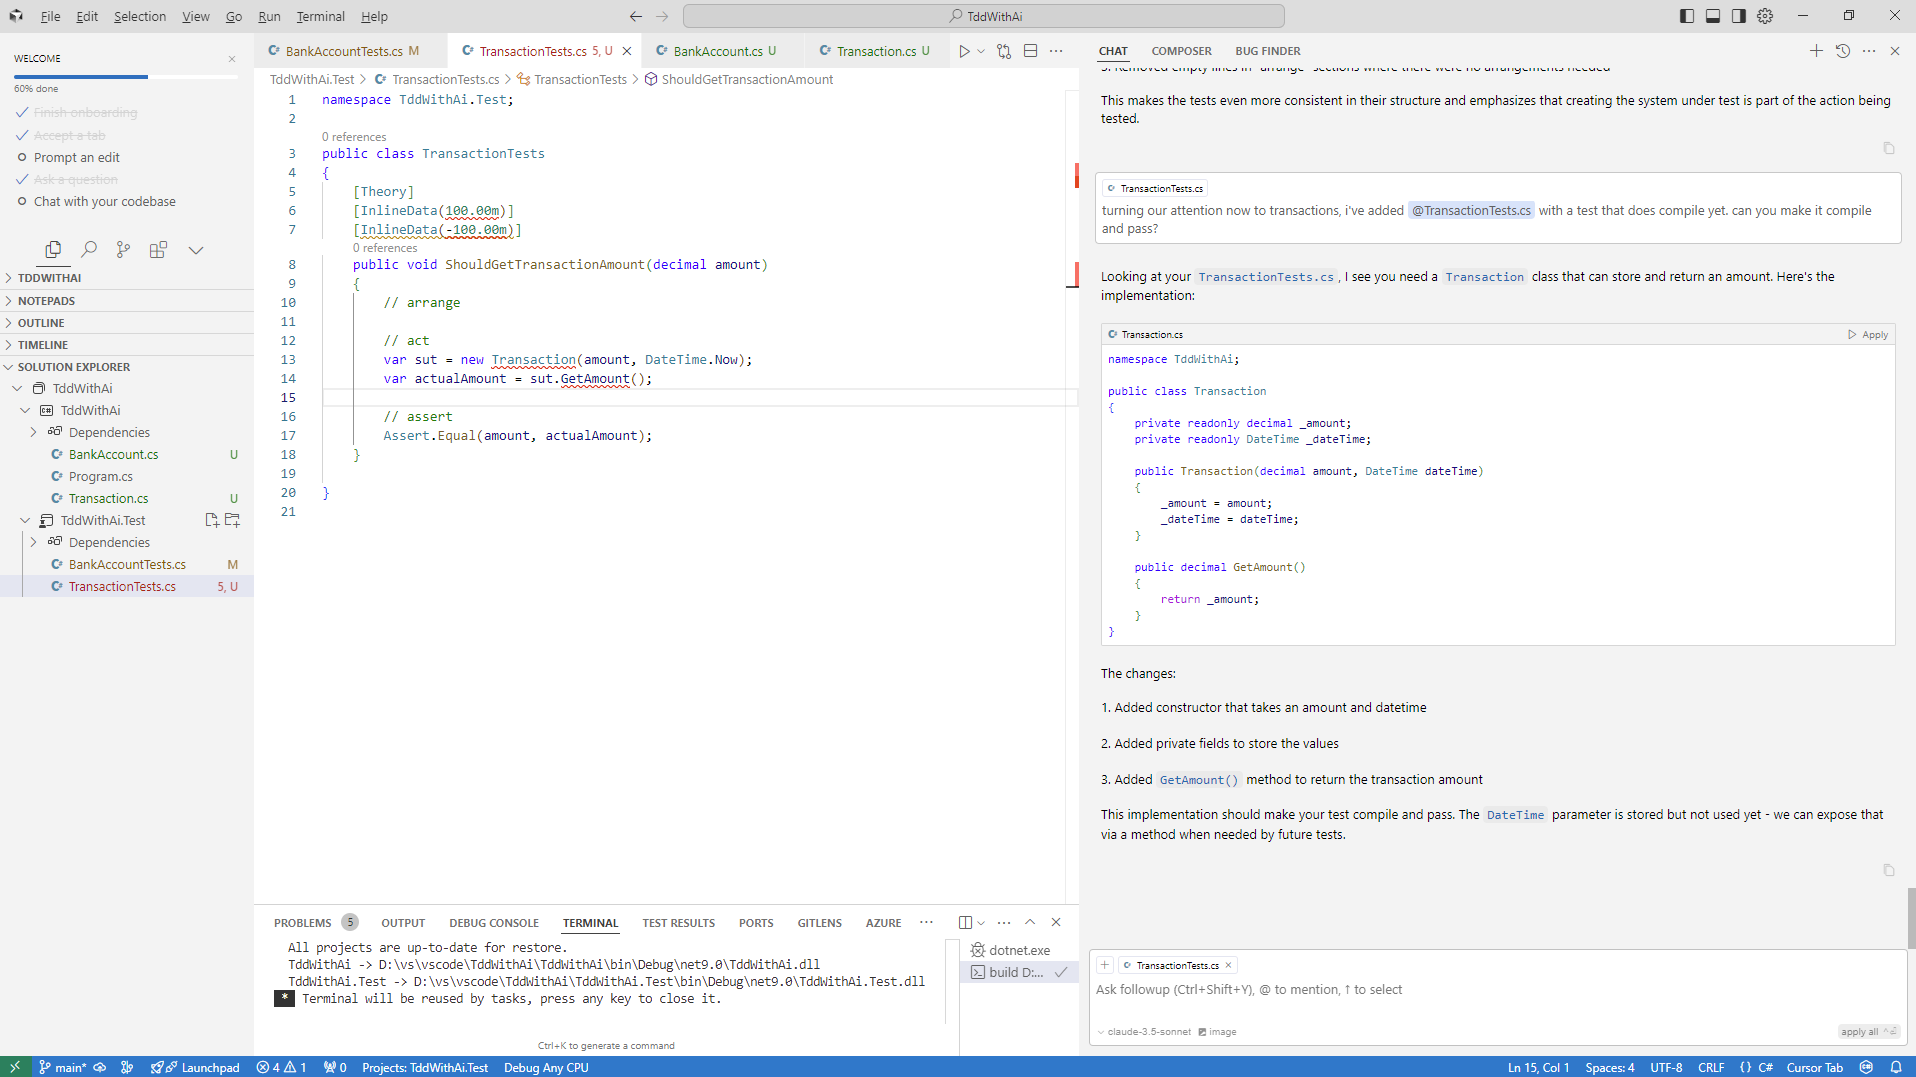 File Edit Selection View Go Run Terminal Help
TddWithAi
WELCOME
60% done
Finish onboarding
Accept a tab
Prompt an edit
Ask a question
Chat with your codebase
TDDWITHAI
NOTEPADS
OUTLINE
TIMELINE
SOLUTION EXPLORER
TddWithAi
TddWithAi
Dependencies
BankAccount.cs U
Program.cs
Transaction.cs U
TddWithAi.Test
Dependencies
BankAccountTests.cs M
TransactionTests.cs 5, U
BankAccountTests.cs M TransactionTests.cs 5, U BankAccount.cs U Transaction.cs U
TddWithAi.Test > TransactionTests.cs > TransactionTests > ShouldGetTransactionAmount
1 namespace TddWithAi.Test;
2
0 references
3 public class TransactionTests
4 {
5 [Theory]
6 [InlineData(100.00m)]
7 [InlineData(-100.00m)]
0 references
8 public void ShouldGetTransactionAmount(decimal amount)
9 {
10 // arrange
11
12 // act
13 var sut = new Transaction(amount, DateTime.Now);
14 var actualAmount = sut.GetAmount();
15
16 // assert
17 Assert.Equal(amount, actualAmount);
18 }
19
20 }
21
PROBLEMS 5 OUTPUT DEBUG CONSOLE TERMINAL TEST RESULTS PORTS GITLENS AZURE
All projects are up-to-date for restore.
TddWithAi -> D:\vs\vscode\TddWithAi\TddWithAi\bin\Debug\net9.0\TddWithAi.dll
TddWithAi.Test -> D:\vs\vscode\TddWithAi\TddWithAi.Test\bin\Debug\net9.0\TddWithAi.Test.dll
* Terminal will be reused by tasks, press any key to close it.
Ctrl+K to generate a command
dotnet.exe
build D:...
CHAT COMPOSER BUG FINDER
3. Removed empty lines in "arrange" sections where there were no arrangements needed
This makes the tests even more consistent in their structure and emphasizes that creating the system under test is part of the action being
tested.
TransactionTests.cs
turning our attention now to transactions, i've added @TransactionTests.cs with a test that does compile yet. can you make it compile
and pass?
Looking at your TransactionTests.cs , I see you need a Transaction class that can store and return an amount. Here's the
implementation:
Transaction.cs Apply
namespace TddWithAi;
public class Transaction
{
private readonly decimal _amount;
private readonly DateTime _dateTime;
public Transaction(decimal amount, DateTime dateTime)
{
_amount = amount;
_dateTime = dateTime;
}
public decimal GetAmount()
{
return _amount;
}
}
The changes:
1. Added constructor that takes an amount and datetime
2. Added private fields to store the values
3. Added GetAmount() method to return the transaction amount
This implementation should make your test compile and pass. The DateTime parameter is stored but not used yet - we can expose that
via a method when needed by future tests.
+ TransactionTests.cs ×
Ask followup (Ctrl+Shift+Y), @ to mention, ↑ to select
claude-3.5-sonnet image apply all
main* Launchpad 4 1 0 Projects: TddWithAi.Test Debug Any CPU Ln 15, Col 1 Spaces: 4 UTF-8 CRLF {} C# Cursor Tab